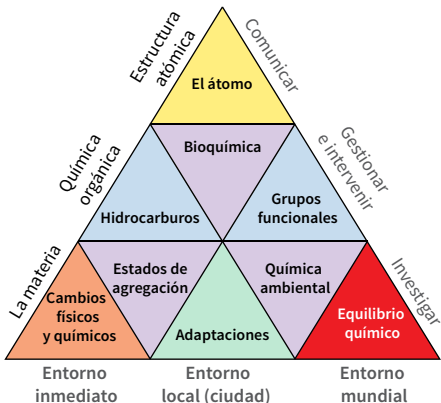 Estructura
atómica
Comunicar
El átomo
Química
orgánica
Bioquímica
Gestionar
e intervenir
Hidrocarburos
Grupos
funcionales
La materia
Estados de
agregación
Química
ambiental
Investigar
Cambios
físicos
y químicos
Adaptaciones
Equilibrio
químico
Entorno
inmediato
Entorno
local (ciudad)
Entorno
mundial